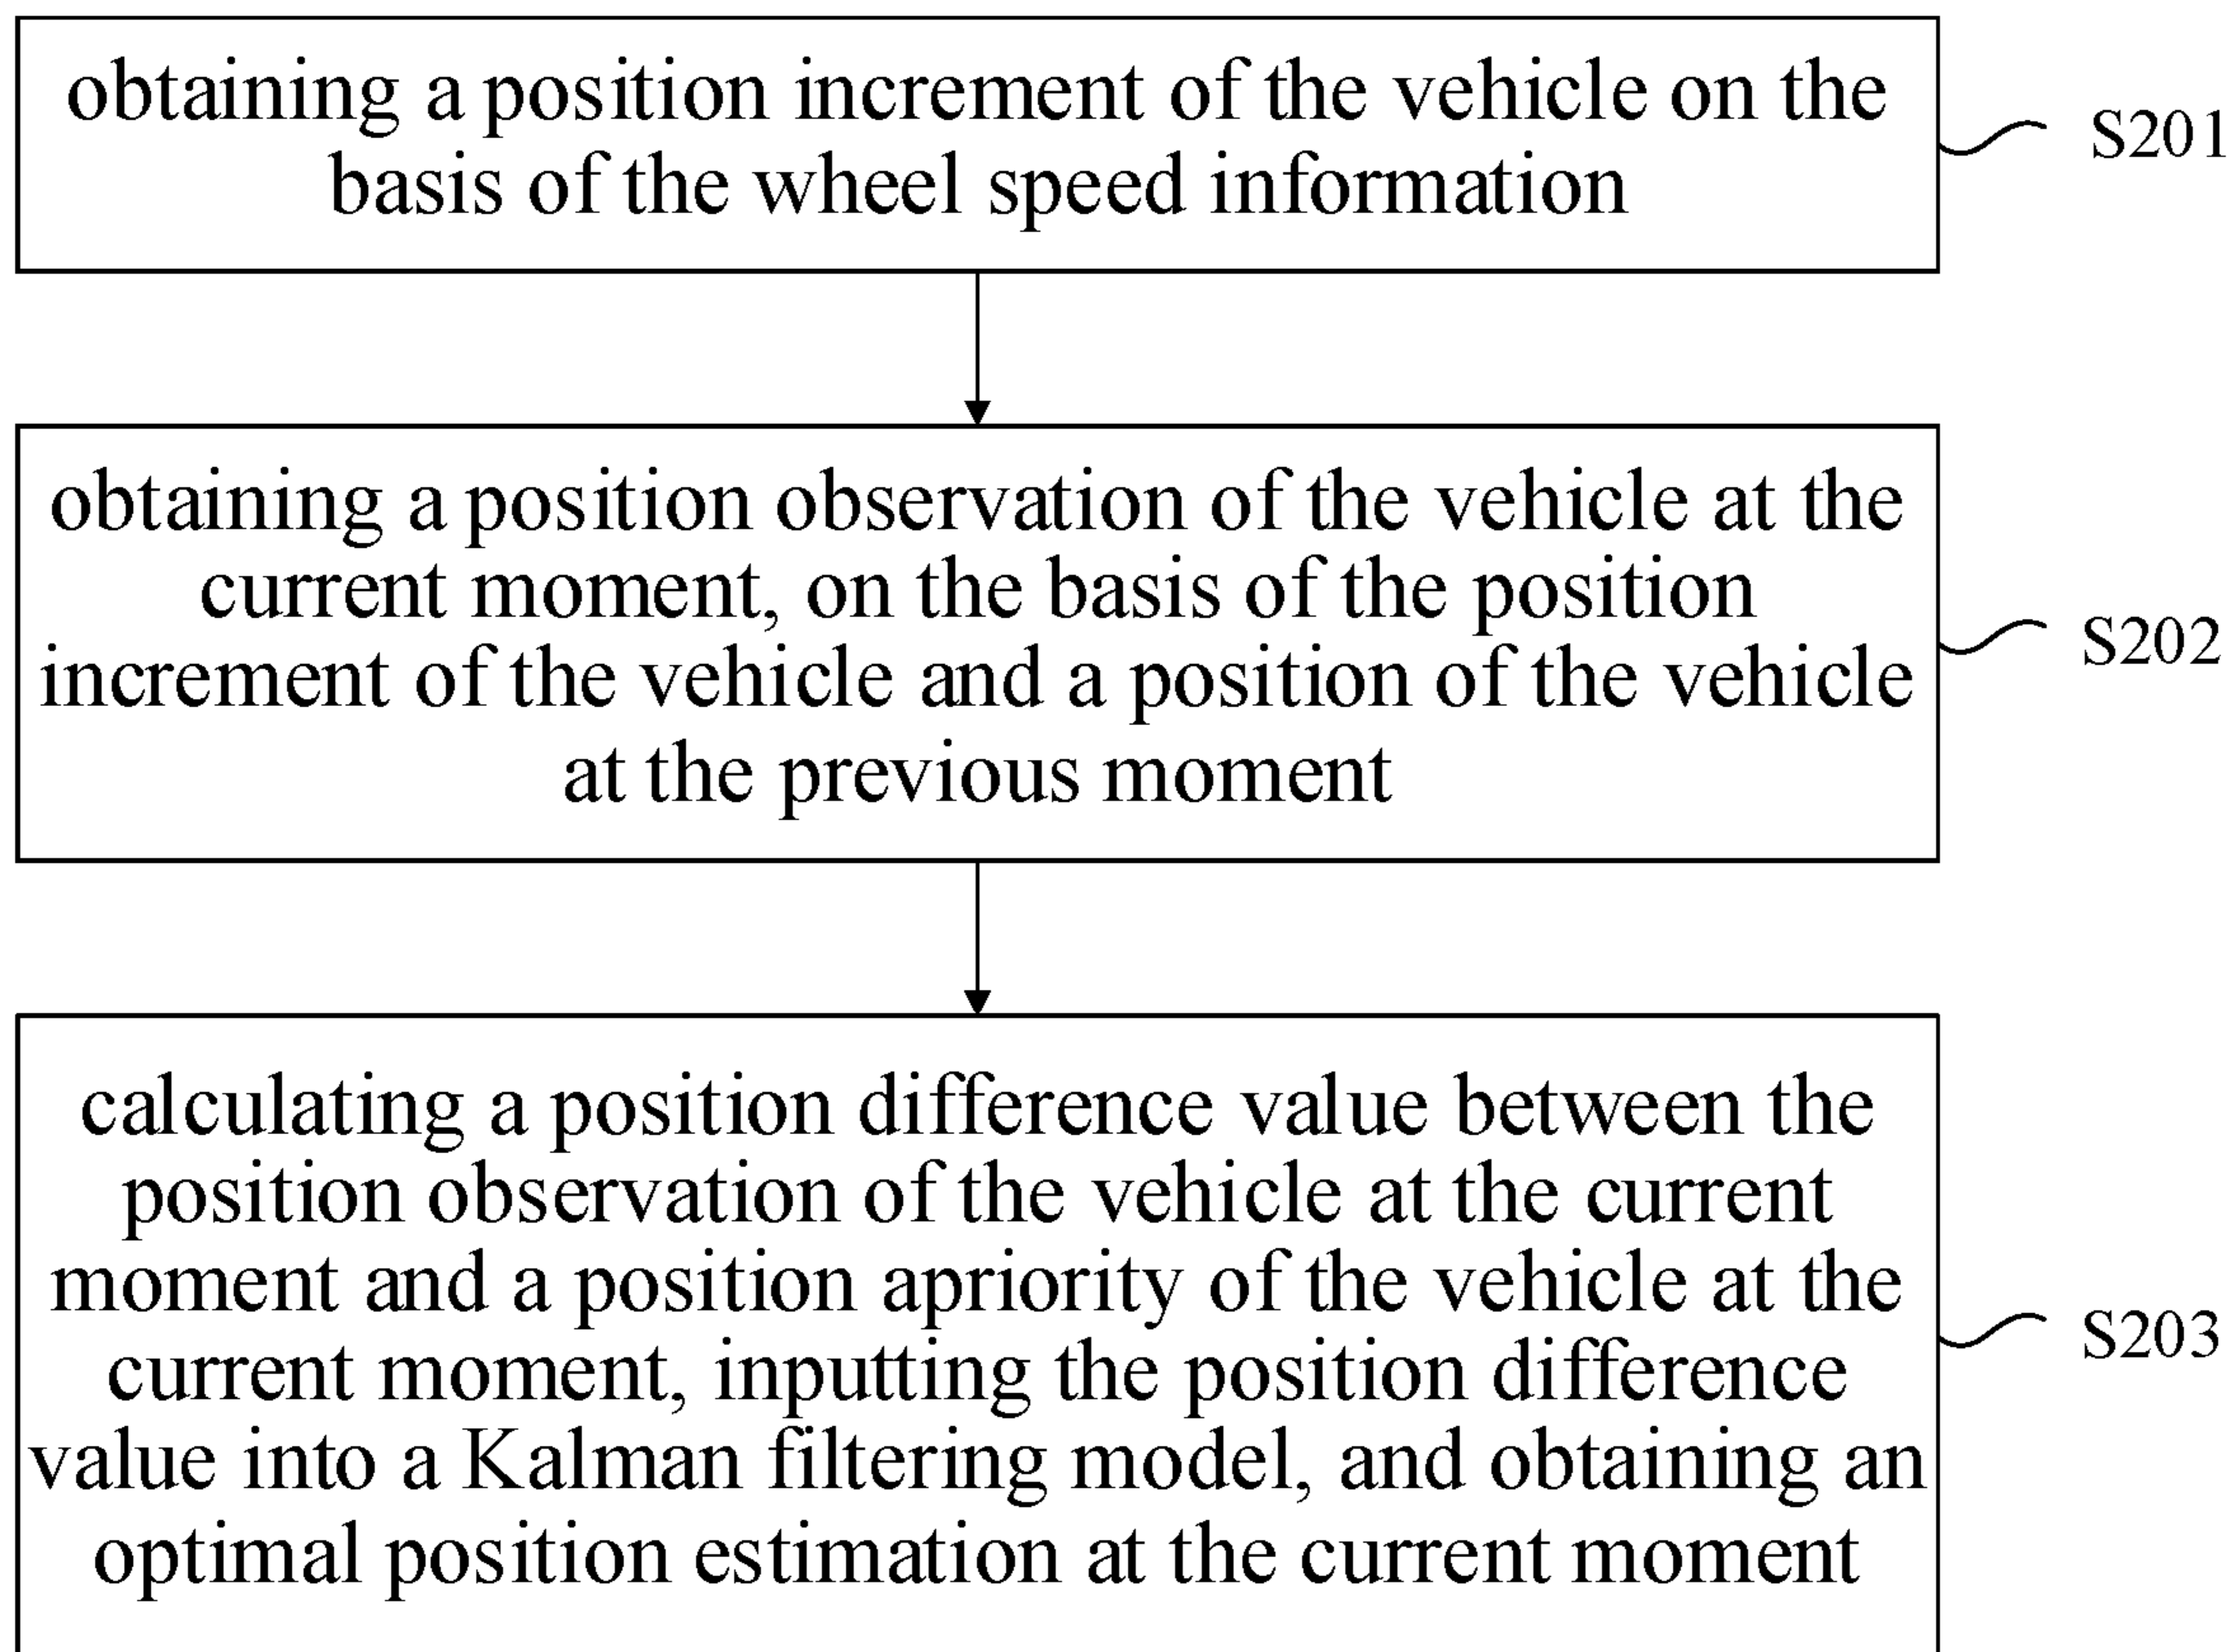 obtaining a position increment of the vehicle on the
basis of the wheel speed information
S201
obtaining a position observation of the vehicle at the
current moment, on the basis of the position
increment of the vehicle and a position of the vehicle
at the previous moment
S202
calculating a position difference value between the
position observation of the vehicle at the current
moment and a position apriority of the vehicle at the
current moment, inputting the position difference
value into a Kalman filtering model, and obtaining an
optimal position estimation at the current moment
S203